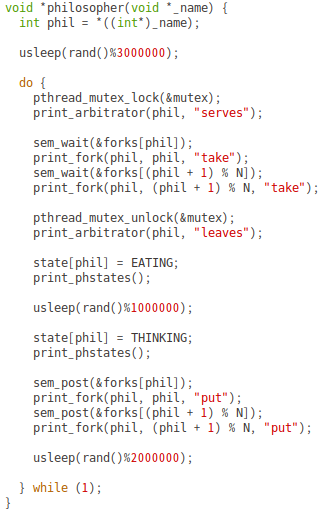 void *philosopher(void *_name) {
  int phil = *((int*)_name);

  usleep(rand()%3000000);

  do {
    pthread_mutex_lock(&mutex);
    print_arbitrator(phil, "serves");

    sem_wait(&forks[phil]);
    print_fork(phil, phil, "take");
    sem_wait(&forks[(phil + 1) % N]);
    print_fork(phil, (phil + 1) % N, "take");

    pthread_mutex_unlock(&mutex);
    print_arbitrator(phil, "leaves");

    state[phil] = EATING;
    print_phstates();

    usleep(rand()%1000000);

    state[phil] = THINKING;
    print_phstates();

    sem_post(&forks[phil]);
    print_fork(phil, phil, "put");
    sem_post(&forks[(phil + 1) % N]);
    print_fork(phil, (phil + 1) % N, "put");

    usleep(rand()%2000000);

  } while (1);
}